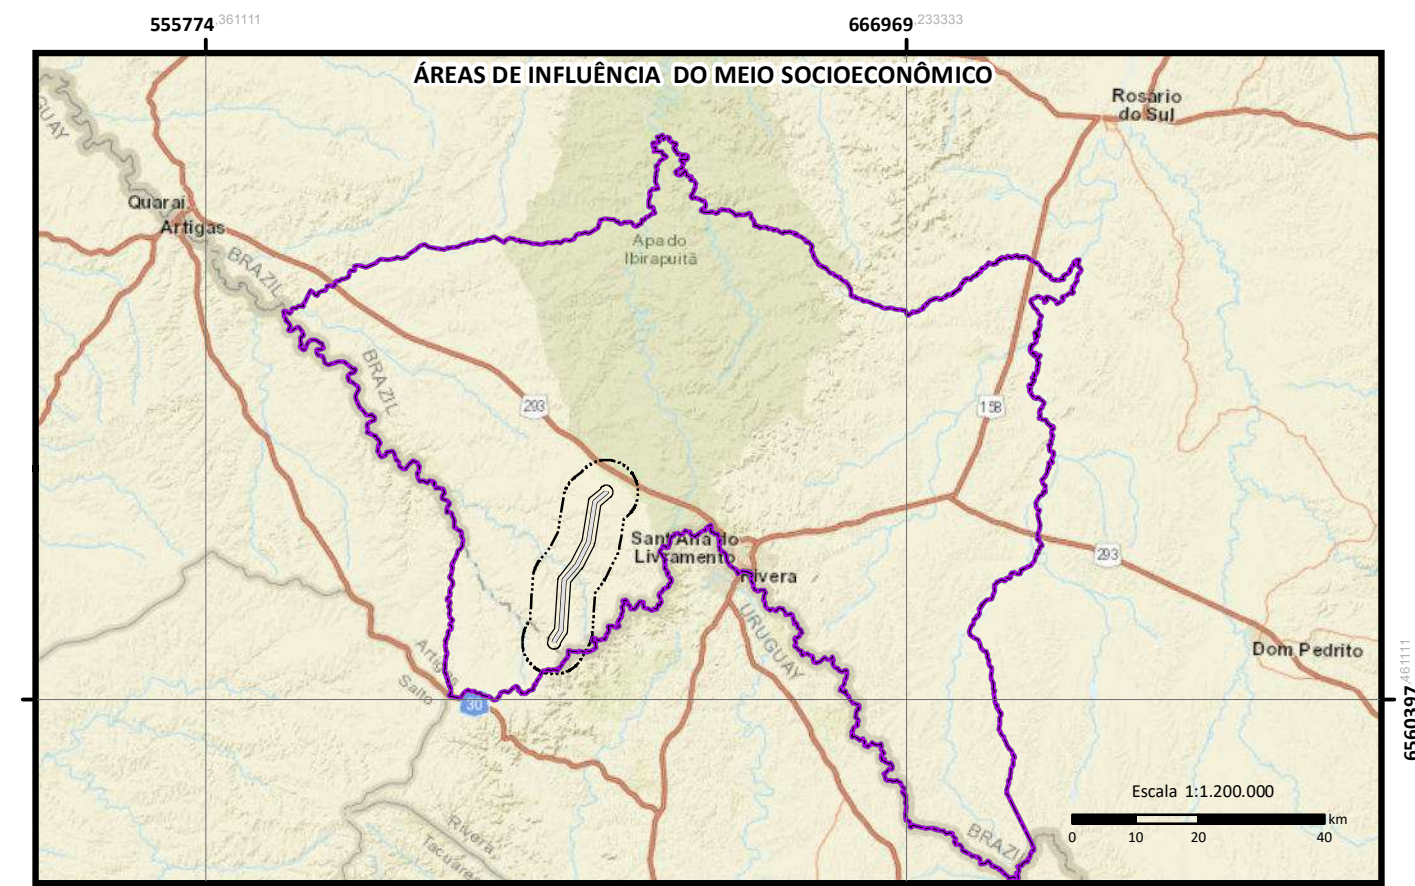 555774,361111
666969,233333
ÁREAS DE INFLUÊNCIA DO MEIO SOCIOECONÔMICO
Rosário
do Sul
GUAY
Quaraí
Artigas
BRAZIL
Apa do
Ibirapuitã
BRAZIL
293
158
Sant'Ana do
Livramento
Rivera
293
URUGUAY
Dom Pedrito
Artigas
Salto
30
6560397,461111
Escala 1:1.200.000
km
0 10 20 40
Rivera
Tacuare
BRAZIL